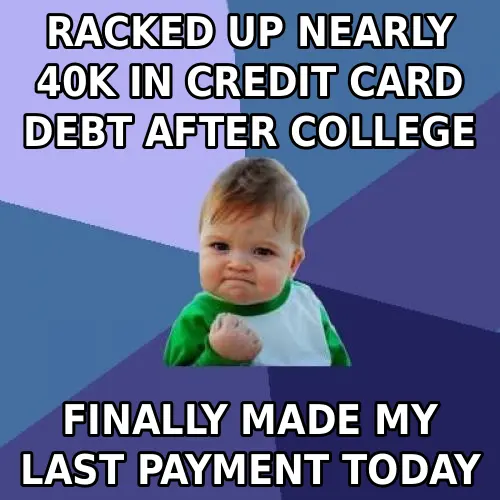 RACKED UP NEARLY
40K IN CREDIT CARD
DEBT AFTER COLLEGE
FINALLY MADE MY
LAST PAYMENT TODAY